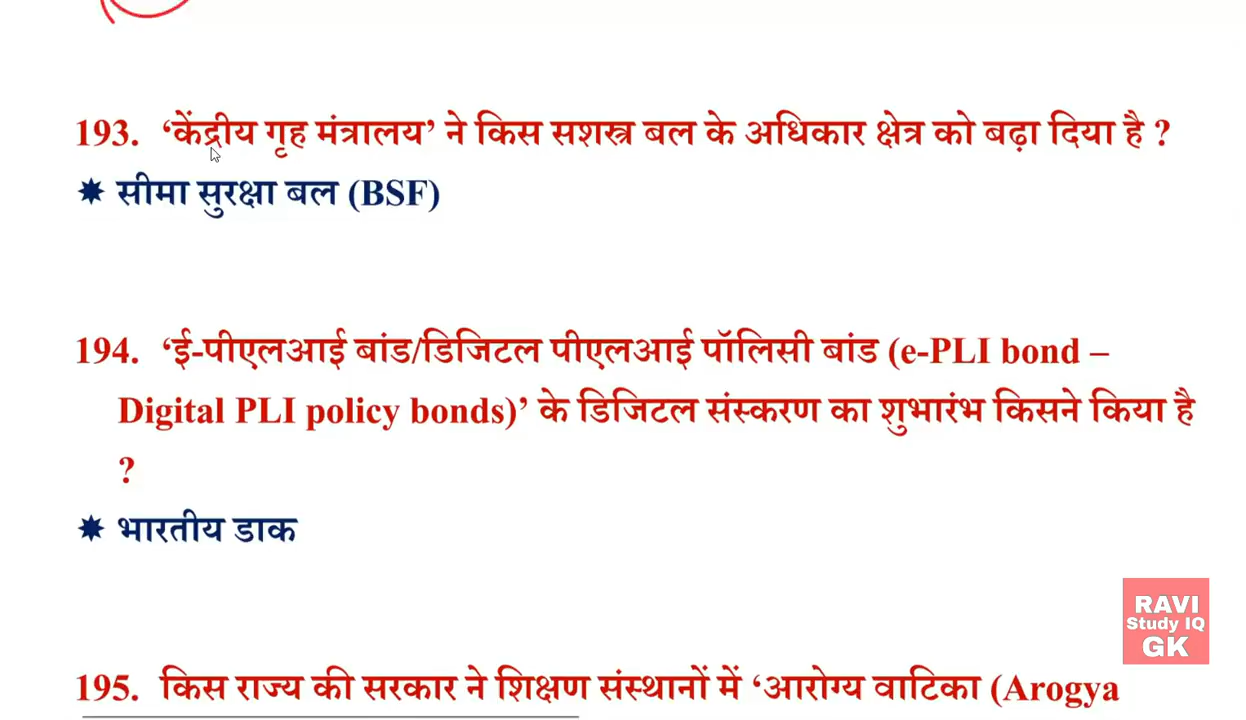 193. ‘केंद्रीय गृह मंत्रालय’ ने किस सशस्त्र बल के अधिकार क्षेत्र को बढ़ा दिया है ?
✷ सीमा सुरक्षा बल (BSF)
194. ‘ई-पीएलआई बांड/डिजिटल पीएलआई पॉलिसी बांड (e-PLI bond –
Digital PLI policy bonds)’ के डिजिटल संस्करण का शुभारंभ किसने किया है
?
✷ भारतीय डाक
RAVI
Study IQ
GK
195. किस राज्य की सरकार ने शिक्षण संस्थानों में ‘आरोग्य वाटिका (Arogya